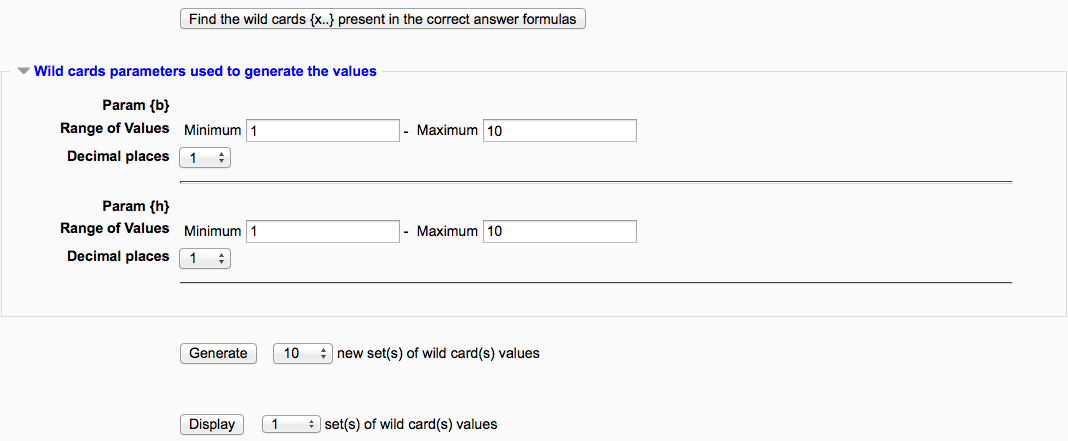 Find the wild cards {x..} present in the correct answer formulas
Wild cards parameters used to generate the values
Param {b}
Range of Values Minimum 1 - Maximum 10
Decimal places 1
Param {h}
Range of Values Minimum 1 - Maximum 10
Decimal places 1
Generate 10 new set(s) of wild card(s) values
Display 1 set(s) of wild card(s) values